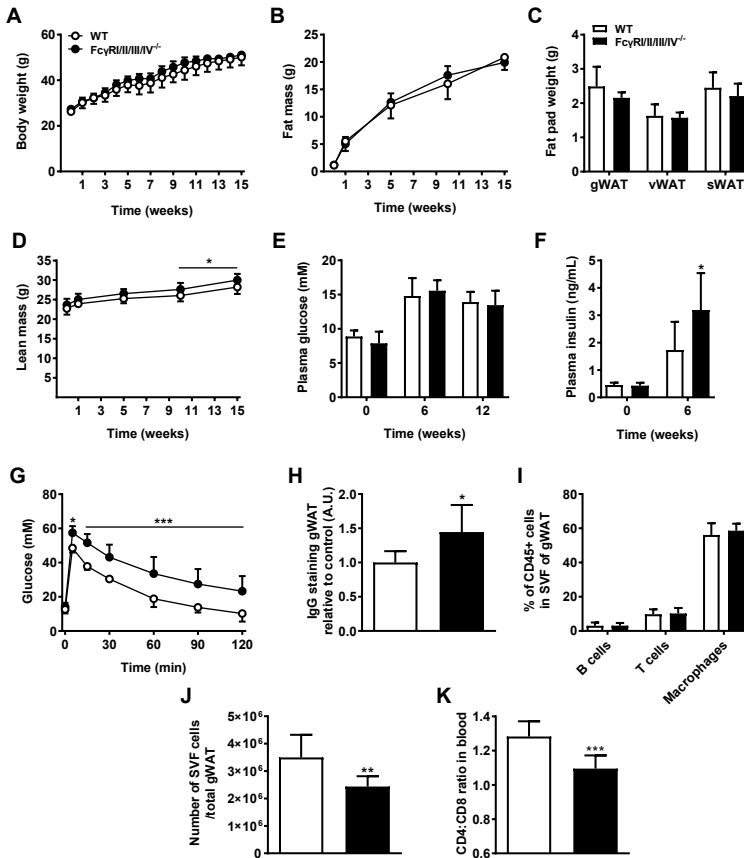 A
Body weight (g)
60
40
20
0
1 3 5 7 9 11 13 15
Time (weeks)
B
Fat mass (g)
25
20
15
10
5
0
1 3 5 7 9 11 13 15
Time (weeks)
C
WT
FcγRI/II/III/IV-/-
Fat pad weight (g)
4
3
2
1
0
gWAT vWAT sWAT
WT
FcγRI/II/III/IV-/-
D
Lean mass (g)
35
30
25
20
15
10
5
0
*
1 3 5 7 9 11 13 15
Time (weeks)
E
Plasma glucose (mM)
20
15
10
5
0
0 6 12
Time (weeks)
F
Plasma insulin (ng/mL)
5
4
3
2
1
0
*
0 6
Time (weeks)
G
Glucose (mM)
80
60
40
20
0
* ***
0 30 60 90 120
Time (min)
H
IgG staining gWAT
relative to control (A.U.)
2.0
1.5
1.0
0.5
0.0
*
I
% of CD45+ cells
in SVF of gWAT
80
60
40
20
0
B cells
T cells
Macrophages
J
Number of SVF cells
/total gWAT
5×10⁶
4×10⁶
3×10⁶
2×10⁶
1×10⁶
0
**
K
CD4:CD8 ratio in blood
1.4
1.2
1.0
0.8
0.6
***